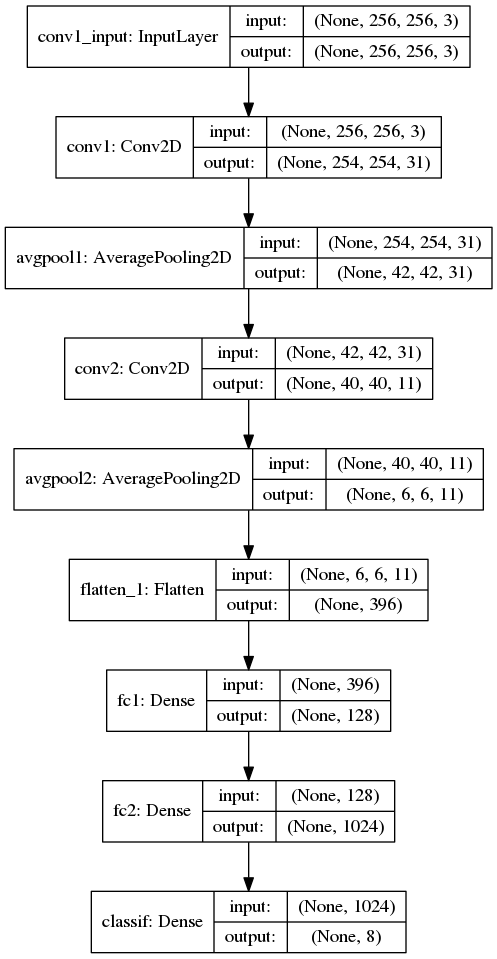 conv1_input: InputLayer
input: (None, 256, 256, 3)
output: (None, 256, 256, 3)
conv1: Conv2D
input: (None, 256, 256, 3)
output: (None, 254, 254, 31)
avgpool1: AveragePooling2D
input: (None, 254, 254, 31)
output: (None, 42, 42, 31)
conv2: Conv2D
input: (None, 42, 42, 31)
output: (None, 40, 40, 11)
avgpool2: AveragePooling2D
input: (None, 40, 40, 11)
output: (None, 6, 6, 11)
flatten_1: Flatten
input: (None, 6, 6, 11)
output: (None, 396)
fc1: Dense
input: (None, 396)
output: (None, 128)
fc2: Dense
input: (None, 128)
output: (None, 1024)
classif: Dense
input: (None, 1024)
output: (None, 8)